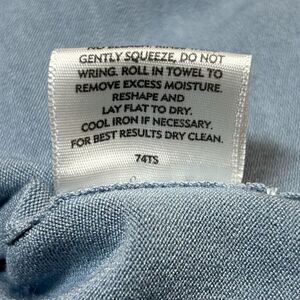 GENTLY SQUEEZE, DO NOT
WRING. ROLL IN TOWEL TO
REMOVE EXCESS MOISTURE.
RESHAPE AND
LAY FLAT TO DRY.
COOL IRON IF NECESSARY.
FOR BEST RESULTS DRY CLEAN.
74TS